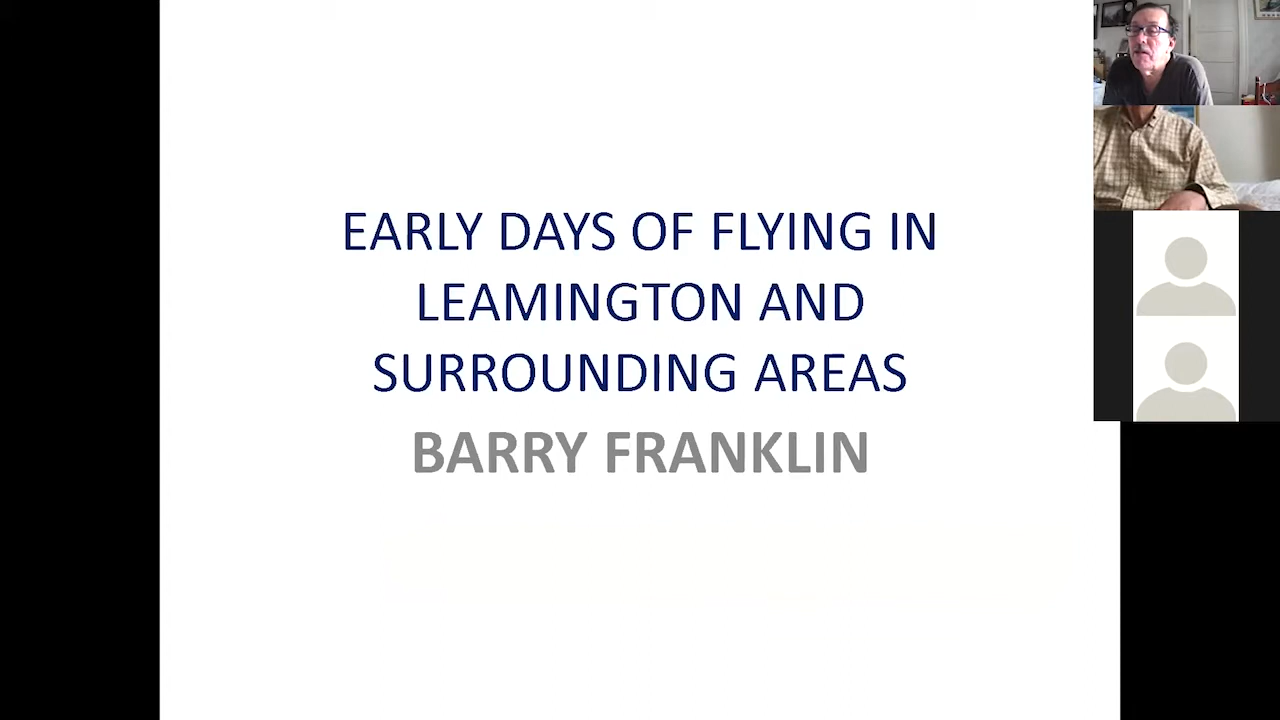 EARLY DAYS OF FLYING IN
LEAMINGTON AND
SURROUNDING AREAS
BARRY FRANKLIN